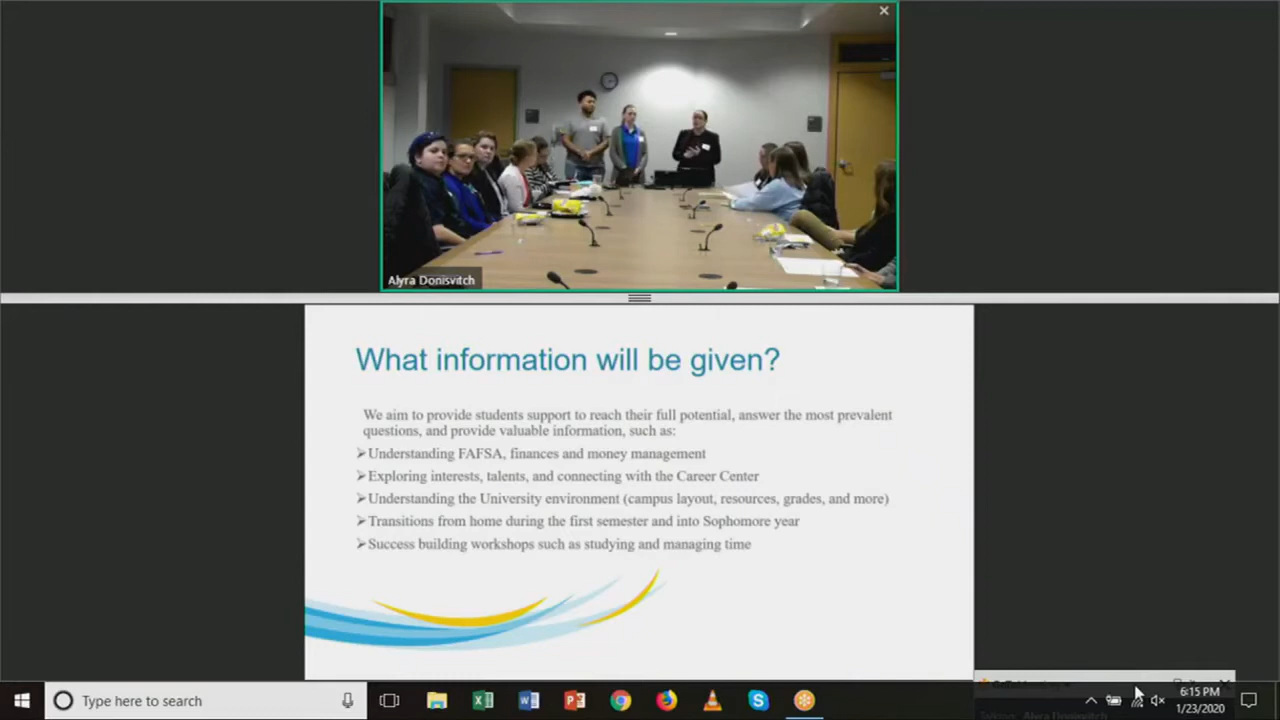 Alyra Donisvitch
What information will be given?
We aim to provide students support to reach their full potential, answer the most prevalent
questions, and provide valuable information, such as:
Understanding FAFSA, finances and money management
Exploring interests, talents, and connecting with the Career Center
Understanding the University environment (campus layout, resources, grades, and more)
Transitions from home during the first semester and into Sophomore year
Success building workshops such as studying and managing time
Type here to search
6:15 PM
1/23/2020
Alyra Donisvitch